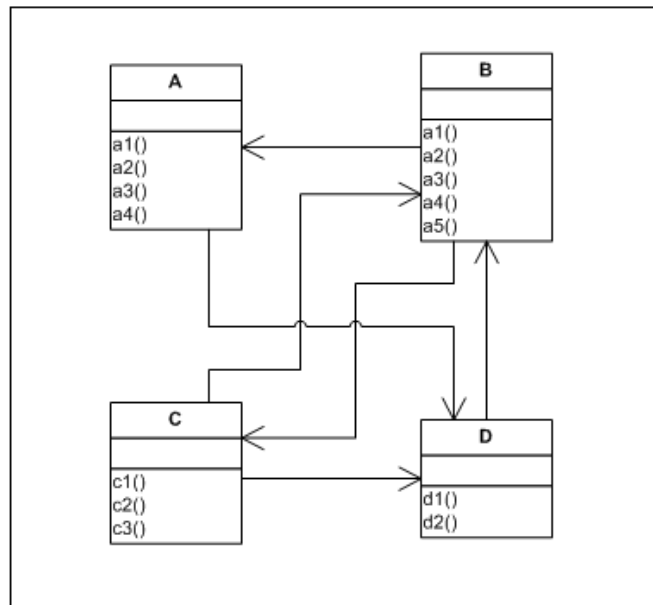 A
a1()
a2()
a3()
a4()
B
a1()
a2()
a3()
a4()
a5()
C
c1()
c2()
c3()
D
d1()
d2()